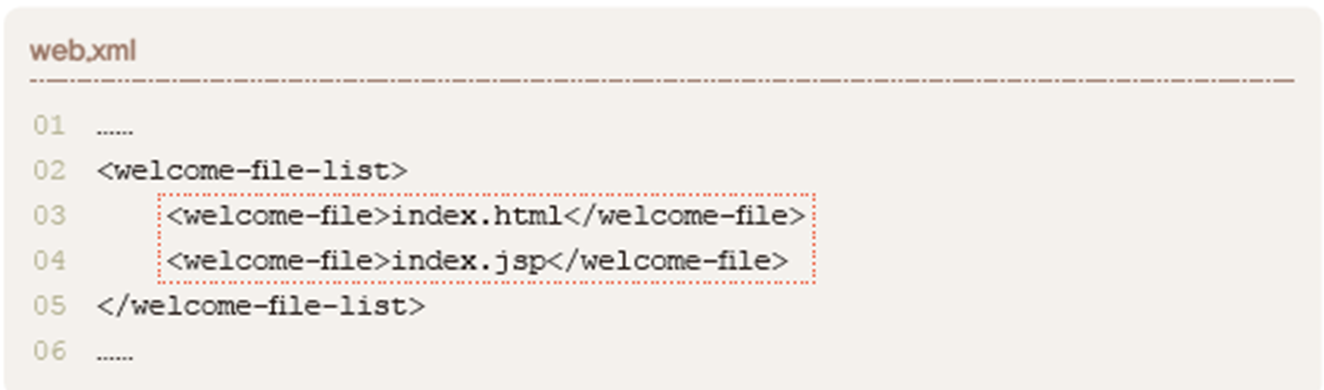 web.xml
01 ......
02 <welcome-file-list>
03 <welcome-file>index.html</welcome-file>
04 <welcome-file>index.jsp</welcome-file>
05 </welcome-file-list>
06 ......